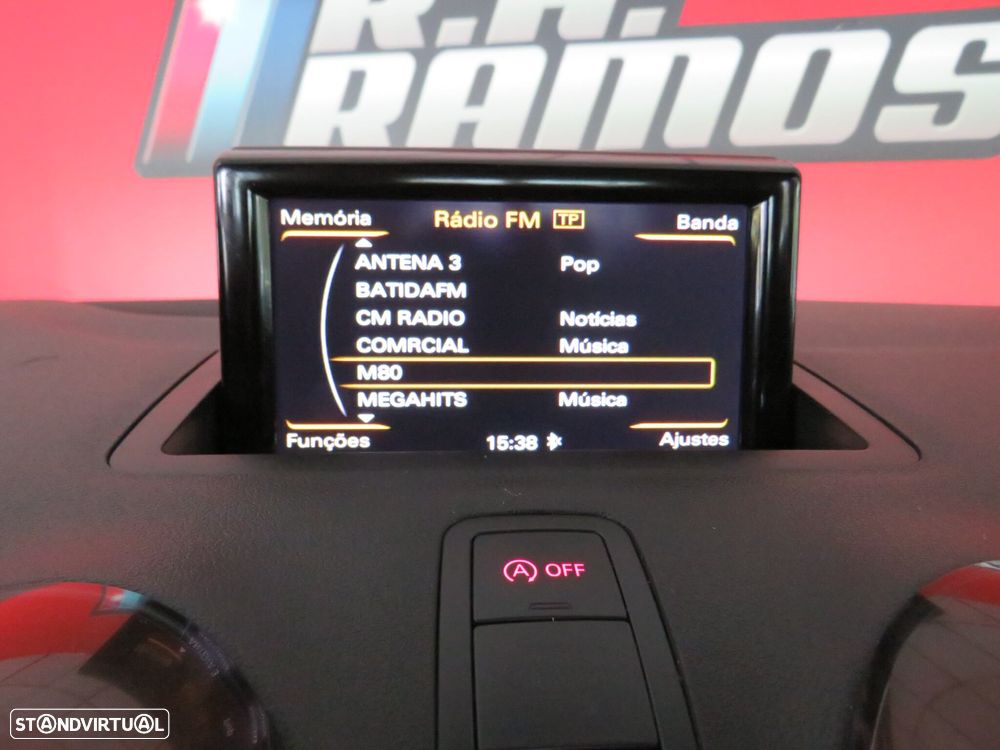 R.A.
RAMOS
Memória Rádio FM TP Banda
ANTENA 3 Pop
BATIDAFM
CM RADIO Notícias
COMRCIAL Música
M80
MEGAHITS Música
Funções 15:38 Ajustes
A OFF
STANDVIRTUAL